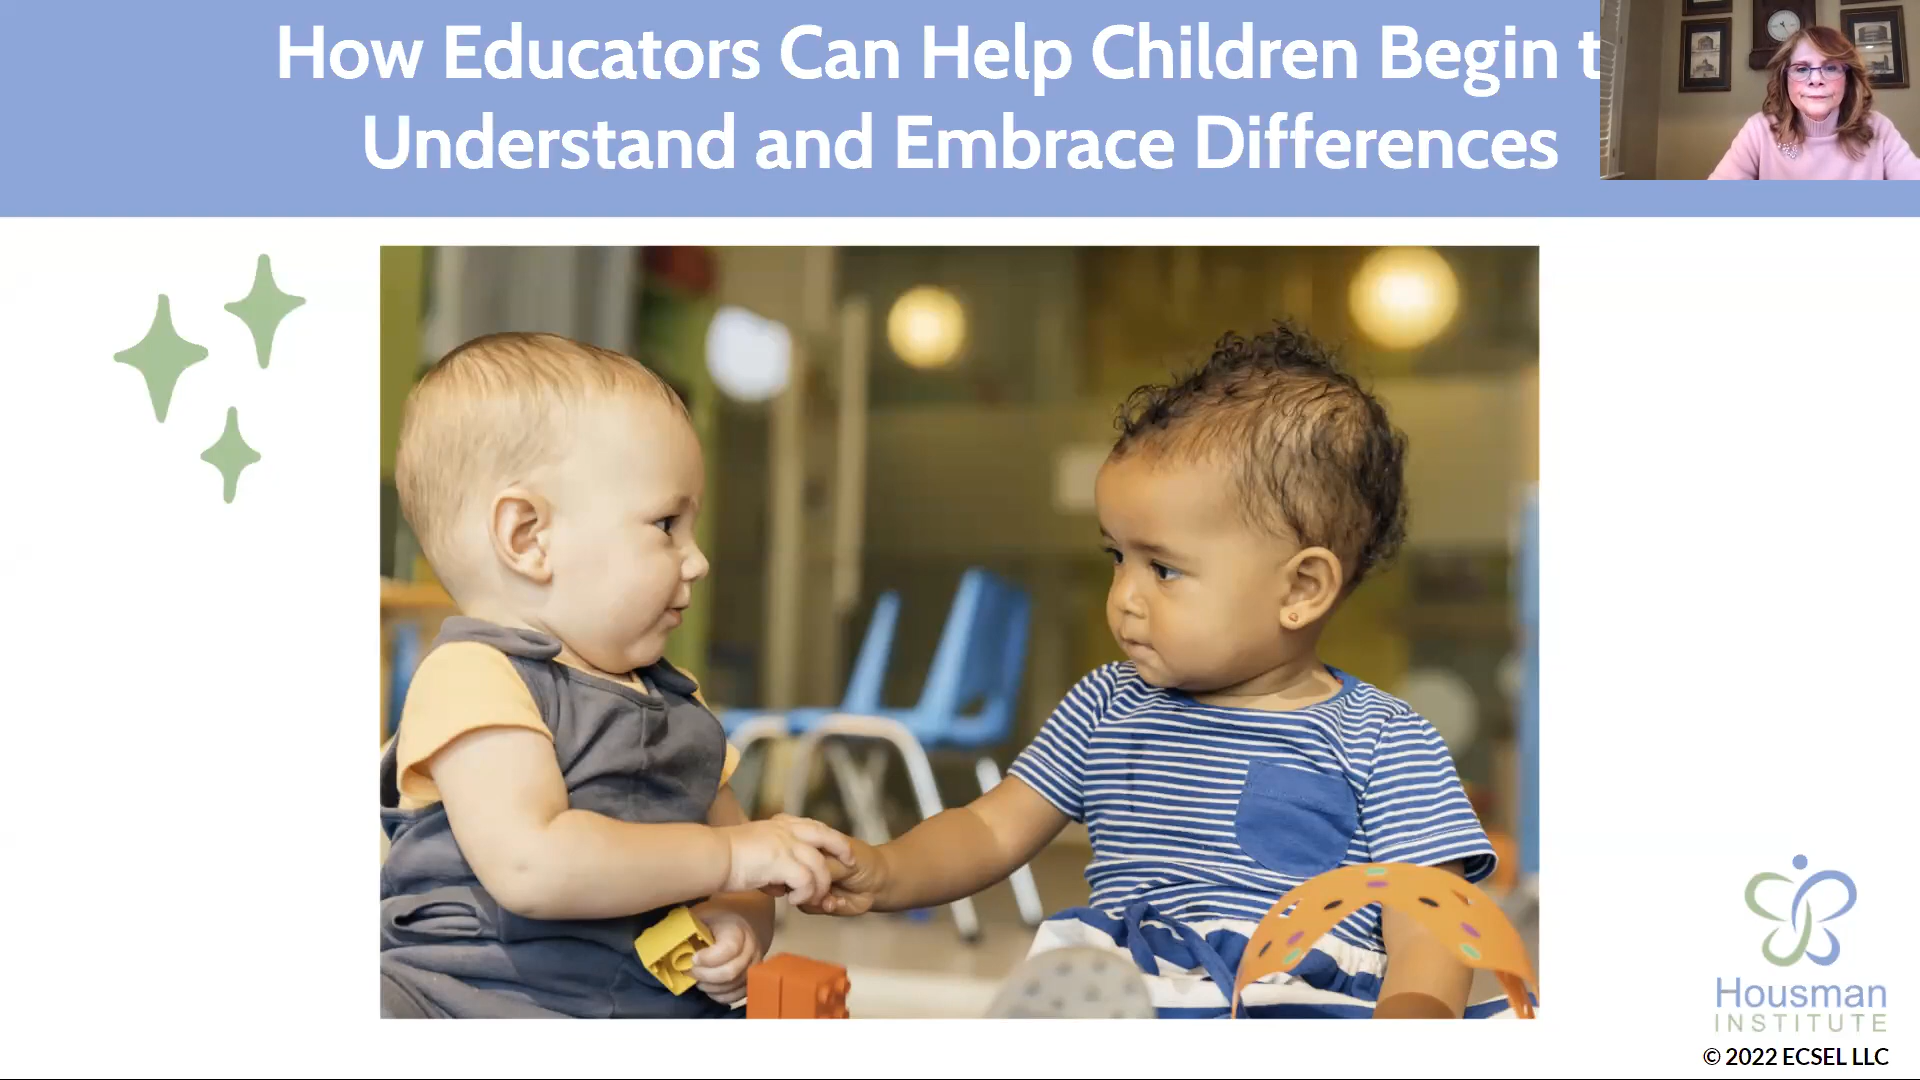 How Educators Can Help Children Begin t
Understand and Embrace Differences
Housman
INSTITUTE
© 2022 ECSEL LLC